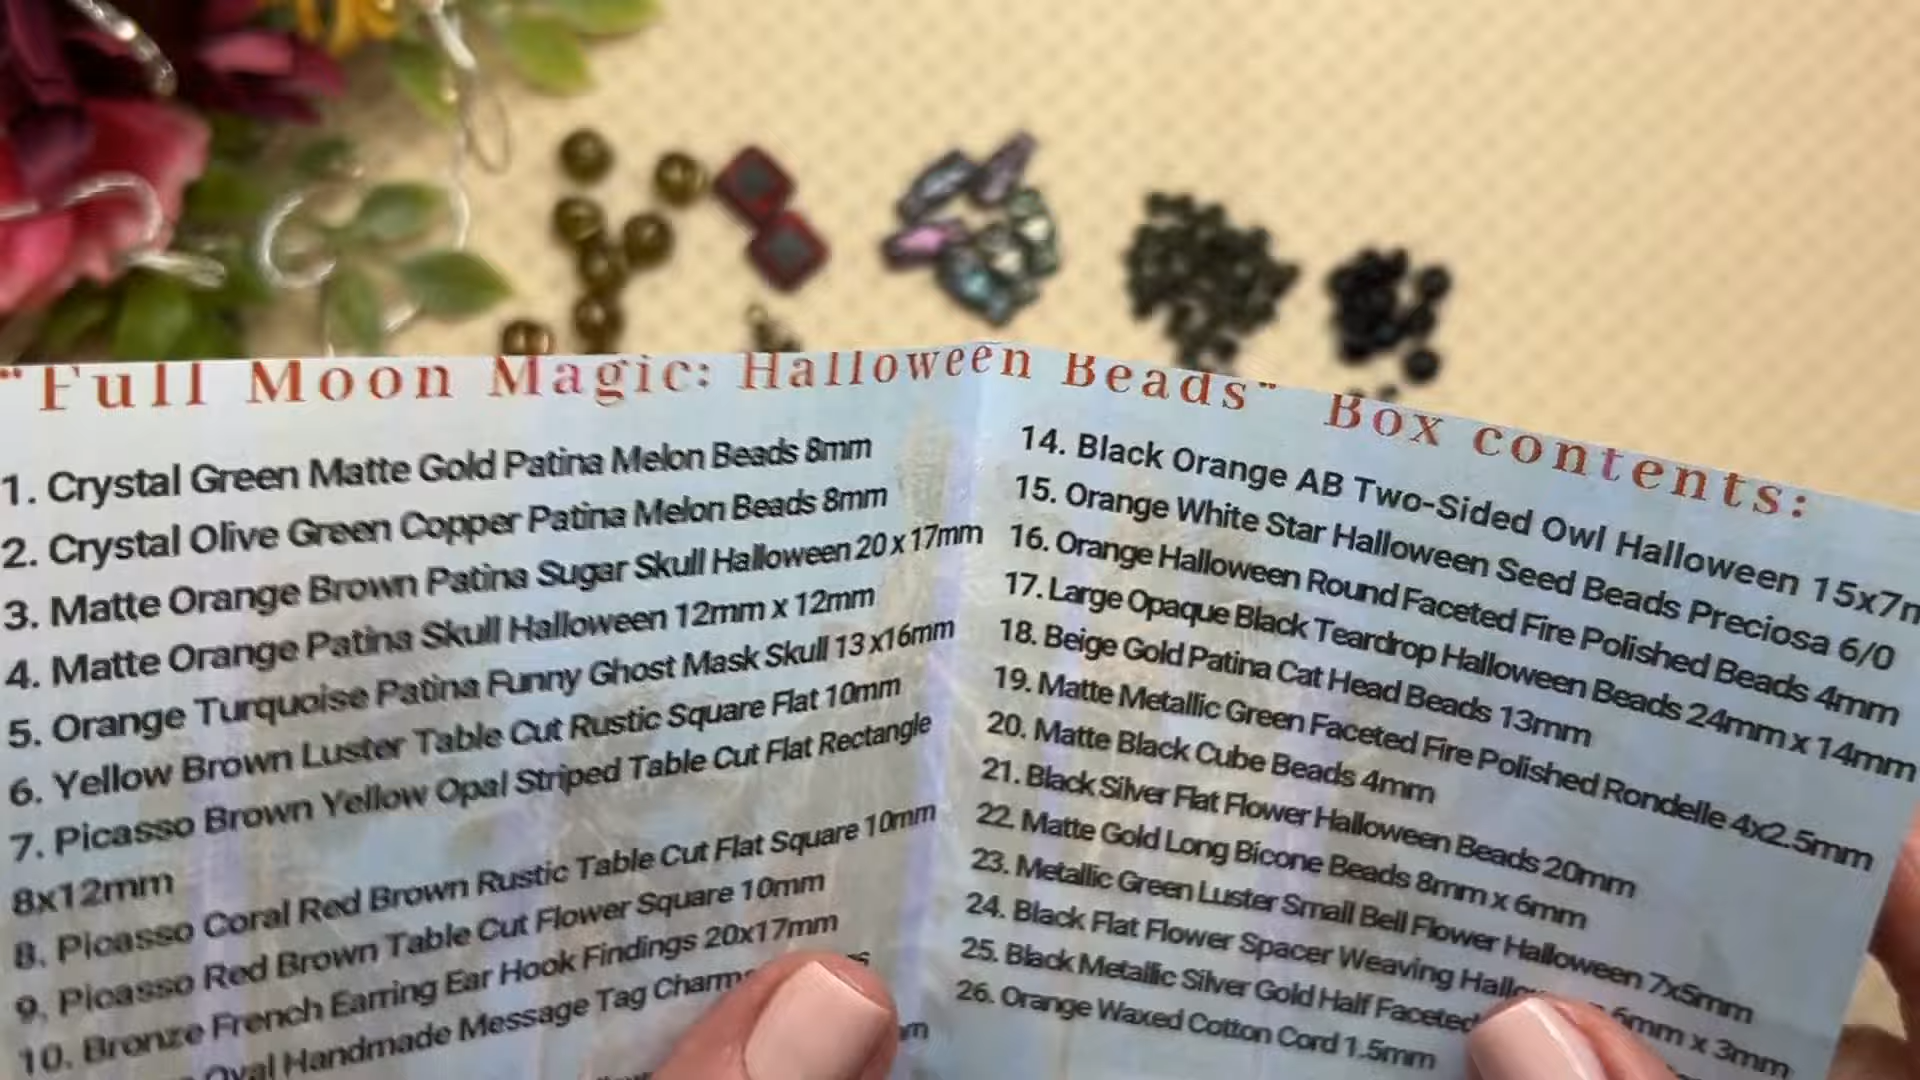 "Full Moon Magic: Halloween Beads" Box contents:
1. Crystal Green Matte Gold Patina Melon Beads 8mm
2. Crystal Olive Green Copper Patina Melon Beads 8mm
3. Matte Orange Brown Patina Sugar Skull Halloween 20 x 17mm
4. Matte Orange Patina Skull Halloween 12mm x 12mm
5. Orange Turquoise Patina Funny Ghost Mask Skull 13 x16mm
6. Yellow Brown Luster Table Cut Rustic Square Flat 10mm
7. Picasso Brown Yellow Opal Striped Table Cut Flat Rectangle
8x12mm
8. Picasso Coral Red Brown Rustic Table Cut Flat Square 10mm
9. Picasso Red Brown Table Cut Flower Square 10mm
10. Bronze French Earring Ear Hook Findings 20x17mm
Oval Handmade Message Tag
14. Black Orange AB Two-Sided Owl Halloween
15. Orange White Star Halloween Seed Beads Preciosa 6/0
16. Orange Halloween Round Faceted Fire Polished Beads 4mm
17. Large Opaque Black Teardrop Halloween Beads 24mm x 14mm
18. Beige Gold Patina Cat Head Beads 13mm
19. Matte Metallic Green Faceted Fire Polished Rondelle 4x2.5mm
20. Matte Black Cube Beads 4mm
21. Black Silver Flat Flower Halloween Beads 20mm
22. Matte Gold Long Bicone Beads 8mm x 6mm
23. Metallic Green Luster Small Bell Flower Halloween 7x5mm
24. Black Flat Flower Spacer Weaving 6mm x 3mm
25. Black Metallic Silver Gold Half Faceted
26. Orange Waxed Cotton Cord 1.5mm